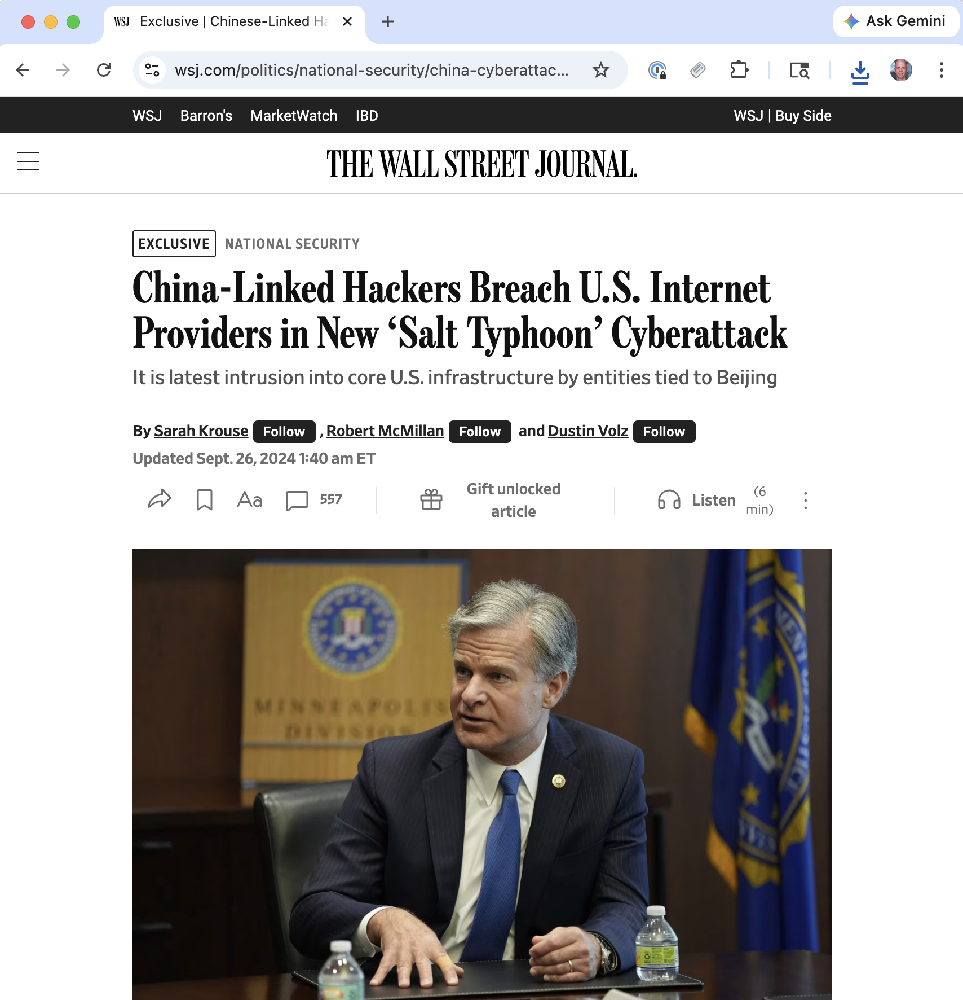 WSJ Exclusive | Chinese-Linked Ha
Ask Gemini
wsj.com/politics/national-security/china-cyberattac...
WSJ Barron's MarketWatch IBD
WSJ | Buy Side
THE WALL STREET JOURNAL.
EXCLUSIVE NATIONAL SECURITY
China-Linked Hackers Breach U.S. Internet
Providers in New ‘Salt Typhoon’ Cyberattack
It is latest intrusion into core U.S. infrastructure by entities tied to Beijing
By Sarah Krouse Follow , Robert McMillan Follow and Dustin Volz Follow
Updated Sept. 26, 2024 1:40 am ET
Aa 557
Gift unlocked
article
Listen
(6
min)
MINNEAPOLIS
DIVISION